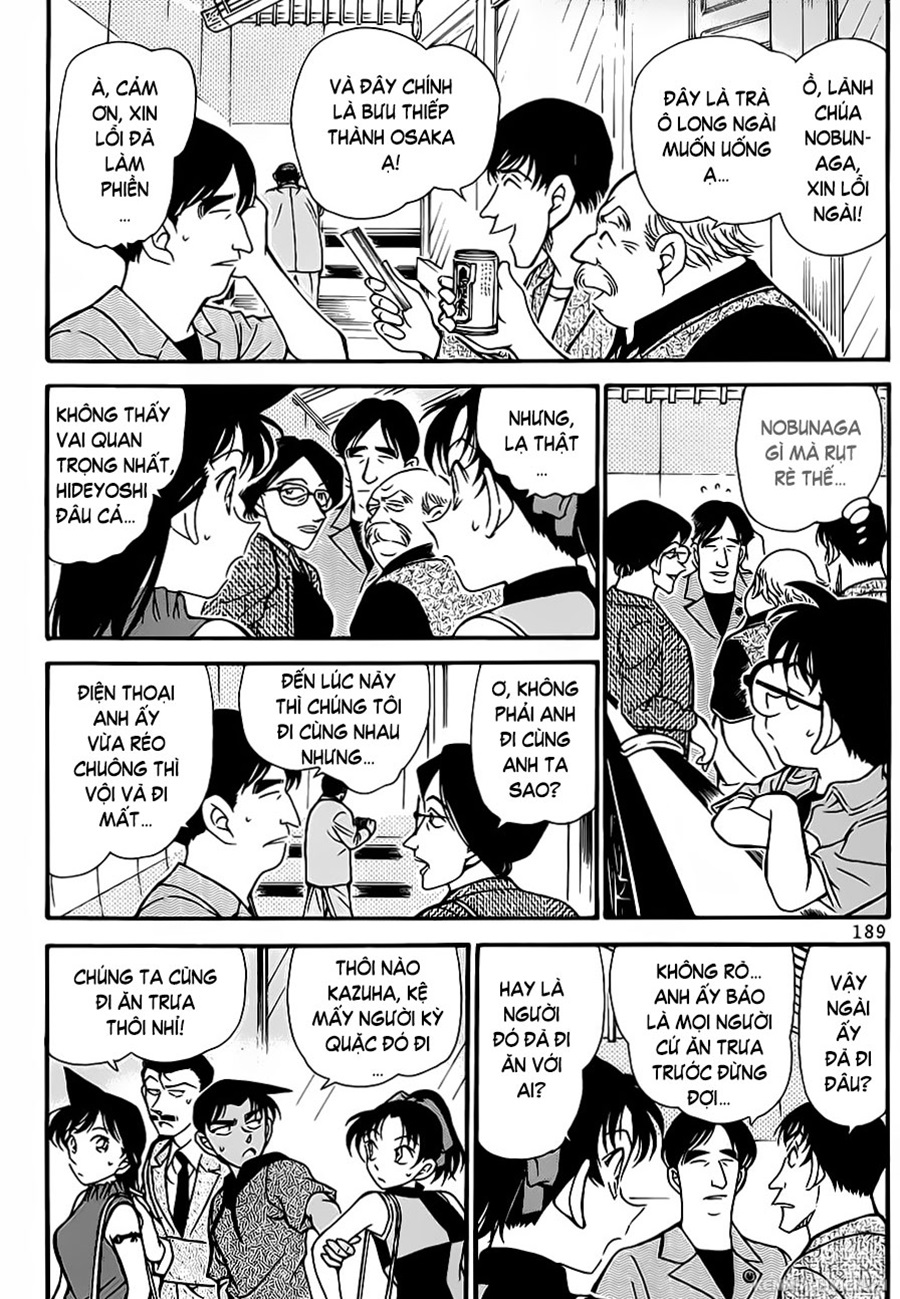 Ồ, LÃNH
CHÚA
NOBUN-
AGA,
XIN LỖI
NGÀI!
ĐÂY LÀ TRÀ
Ô LONG NGÀI
MUỐN UỐNG
Ạ...
VÀ ĐÂY CHÍNH
LÀ BƯU THIẾP
THÀNH OSAKA
Ạ!
À, CẢM
ƠN, XIN
LỖI ĐÃ
LÀM
PHIỀN
...
NOBUNAGA
GÌ MÀ RỤT
RÈ THẾ...
NHƯNG,
LẠ THẬT
...
KHÔNG THẤY
VAI QUAN
TRỌNG NHẤT,
HIDEYOSHI
ĐÂU CẢ...
Ơ, KHÔNG
PHẢI ANH
ĐI CÙNG
ANH TA
SAO?
ĐẾN LÚC NÀY
THÌ CHÚNG TÔI
ĐI CÙNG NHAU
NHƯNG...
ĐIỆN THOẠI
ANH ẤY
VỪA RÉO
CHUÔNG THÌ
VỘI VÃ ĐI
MẤT...
189
VẬY
NGÀI
ẤY
ĐÃ ĐI
ĐÂU?
KHÔNG RÕ...
ANH ẤY BẢO
LÀ MỌI NGƯỜI
CỨ ĂN TRƯA
TRƯỚC ĐỪNG
ĐỢI...
HAY LÀ
NGƯỜI
ĐÓ ĐÃ ĐI
ĂN VỚI
AI?
THÔI NÀO
KAZUHA, KỆ
MẤY NGƯỜI KỲ
QUẶC ĐÓ ĐI
...
CHÚNG TA CŨNG
ĐI ĂN TRƯA
THÔI NHỈ!